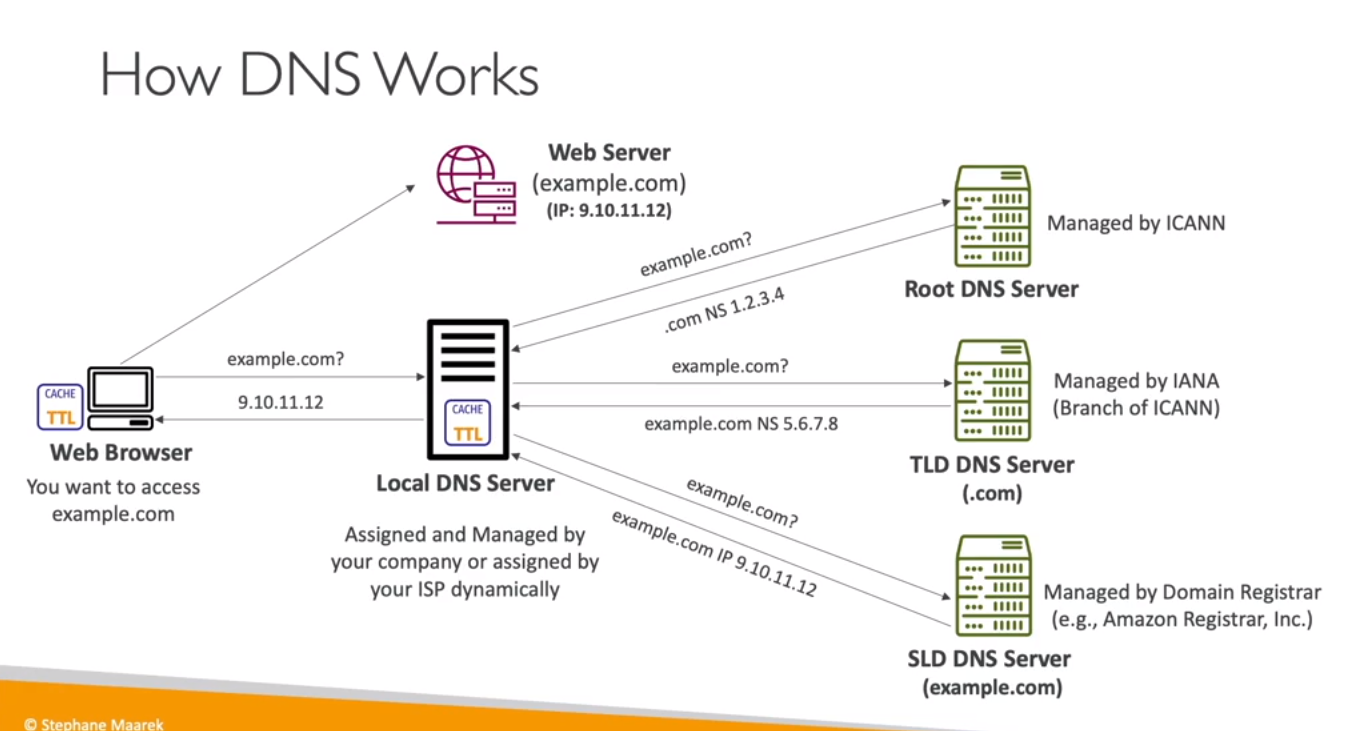 How DNS Works
Web Server
(example.com)
(IP: 9.10.11.12)
example.com?
.com NS 1.2.3.4
Managed by ICANN
Root DNS Server
example.com?
9.10.11.12
CACHE
TTL
Web Browser
You want to access
example.com
CACHE
TTL
Local DNS Server
Assigned and Managed by
your company or assigned by
your ISP dynamically
example.com?
example.com NS 5.6.7.8
Managed by IANA
(Branch of ICANN)
TLD DNS Server
(.com)
example.com?
example.com IP 9.10.11.12
Managed by Domain Registrar
(e.g., Amazon Registrar, Inc.)
SLD DNS Server
(example.com)
© Stephane Maarek